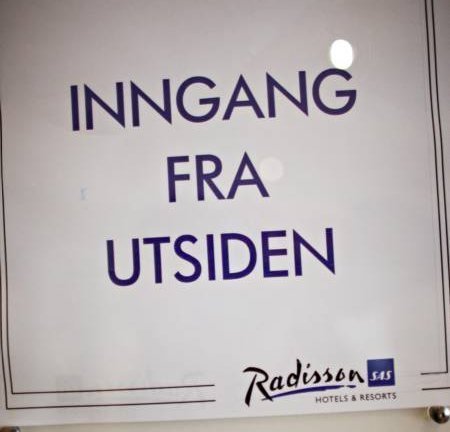 INNGANG
FRA
UTSIDEN
Radisson SAS
HOTELS & RESORTS